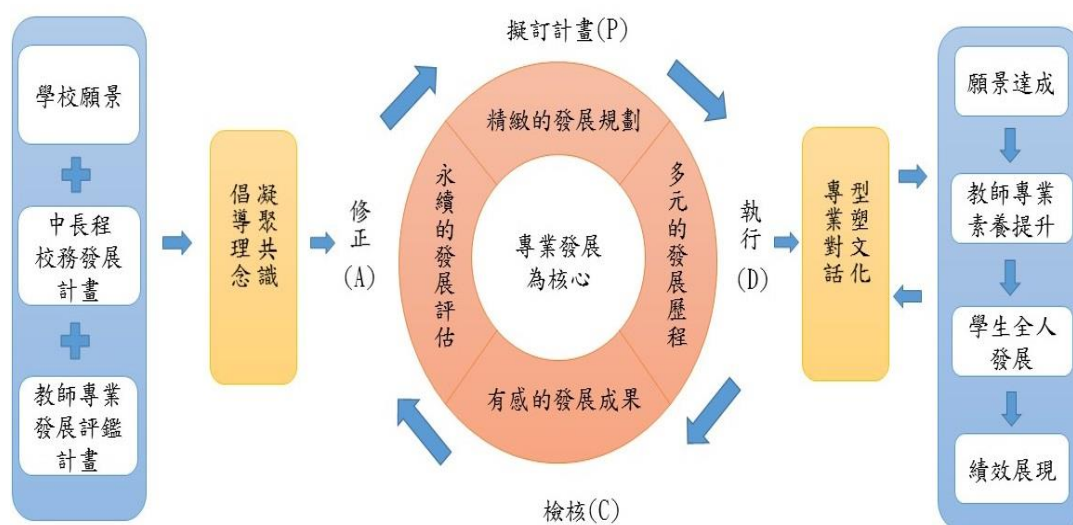 學校願景
中長程
校務發展
計畫
教師專業
發展評鑑
計畫
凝聚共識
倡導理念
修正
(A)
擬訂計畫(P)
精緻的發展規劃
永續的發展評估
專業發展
為核心
多元的發展歷程
有感的發展成果
檢核(C)
執行
(D)
型塑文化
專業對話
願景達成
教師專業
素養提升
學生全人
發展
績效展現